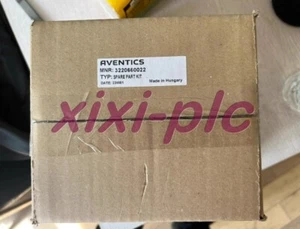 AVENTICS
MNR: 3220660022
TYP: SPARE PART KIT
Made in Hungary
xixi-plc